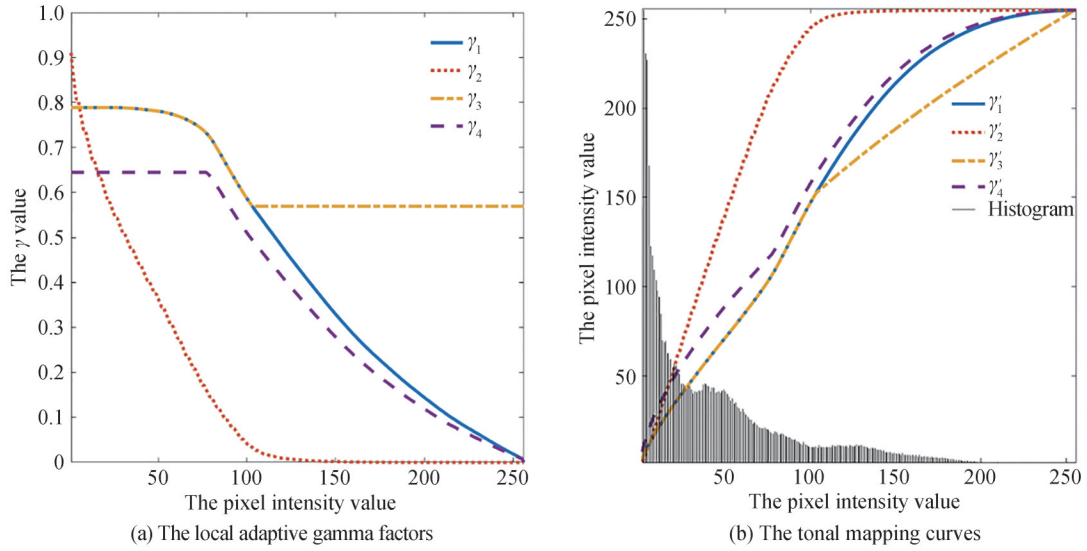 1.0
0.9
0.8
0.7
0.6
0.5
0.4
0.3
0.2
0.1
0
The γ value
γ₁
γ₂
γ₃
γ₄
50
100
150
200
250
The pixel intensity value
(a) The local adaptive gamma factors
250
200
150
100
50
The pixel intensity value
γ′₁
γ′₂
γ′₃
γ′₄
Histogram
50
100
150
200
250
The pixel intensity value
(b) The tonal mapping curves